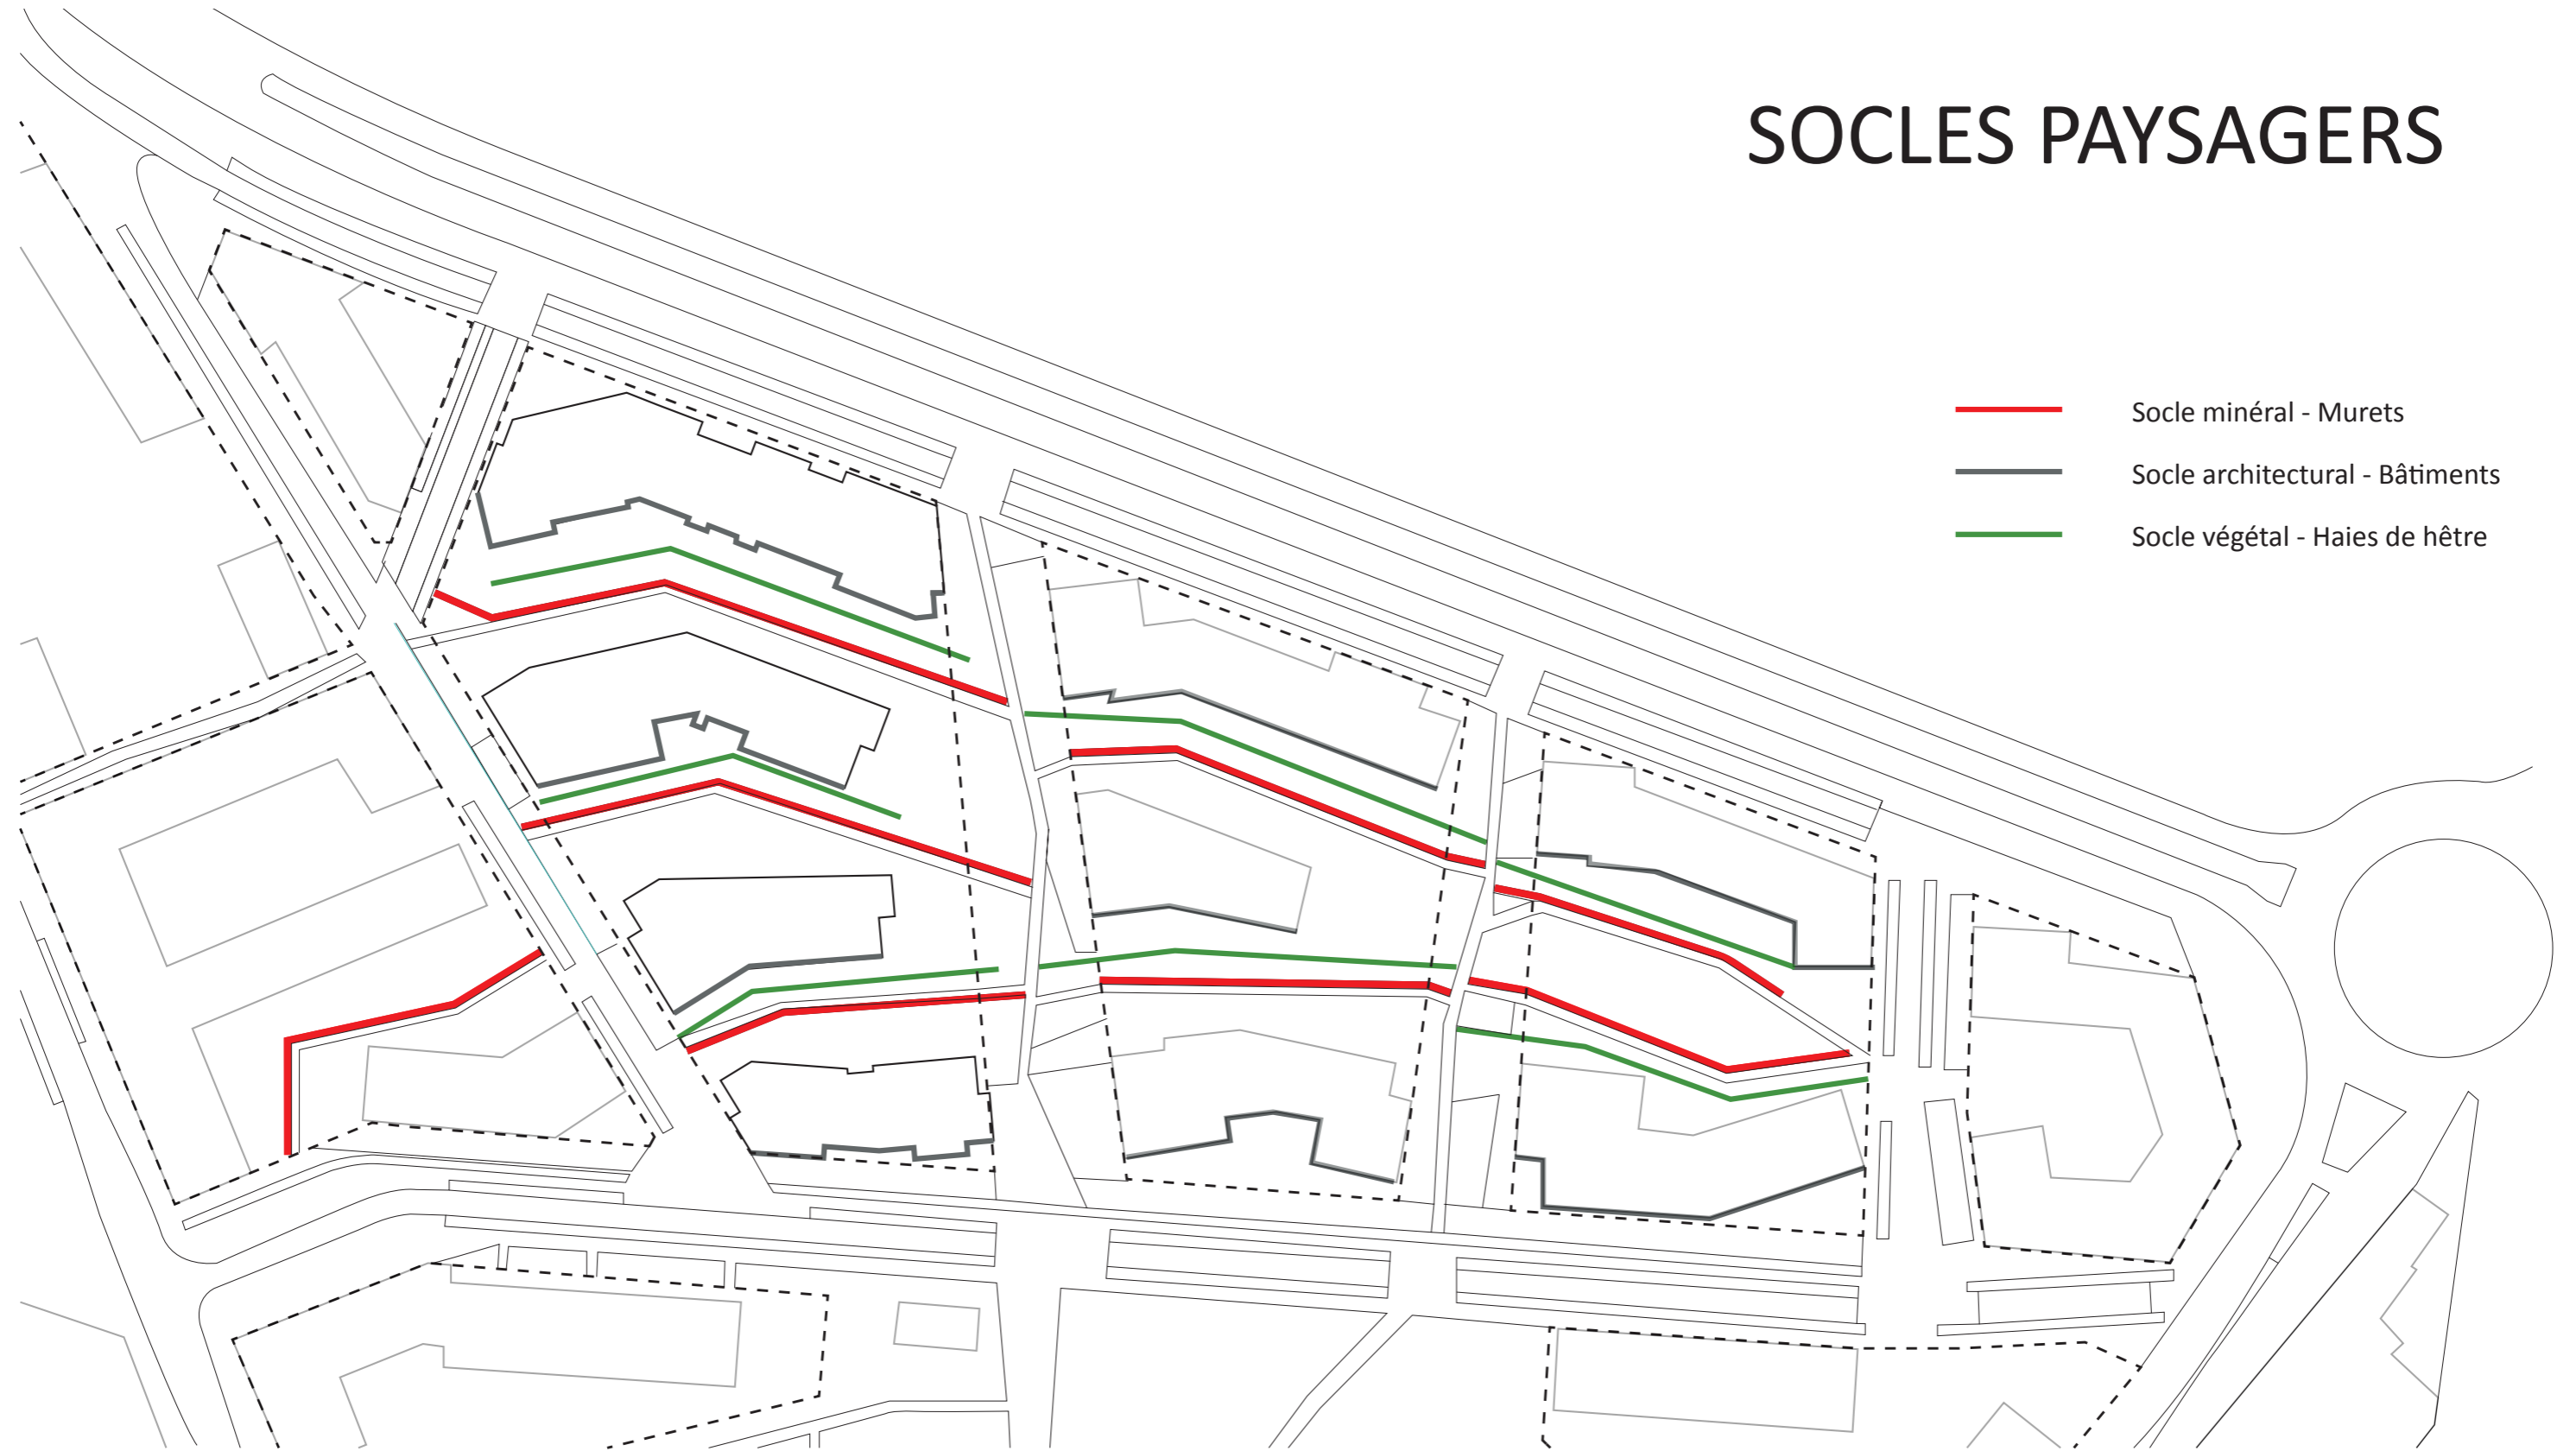 SOCLES PAYSAGERS
Socle minéral - Murets
Socle architectural - Bâtiments
Socle végétal - Haies de hêtre